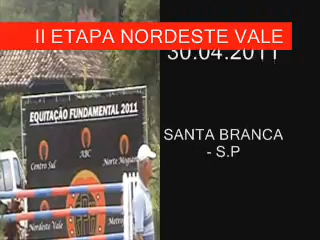 II ETAPA NORDESTE VALE
30.04.2011
EQUITAÇÃO FUNDAMENTAL 2011
Centro Sul
ABC
Norte Mogiana
SANTA BRANCA
- S.P
Nordeste Vale